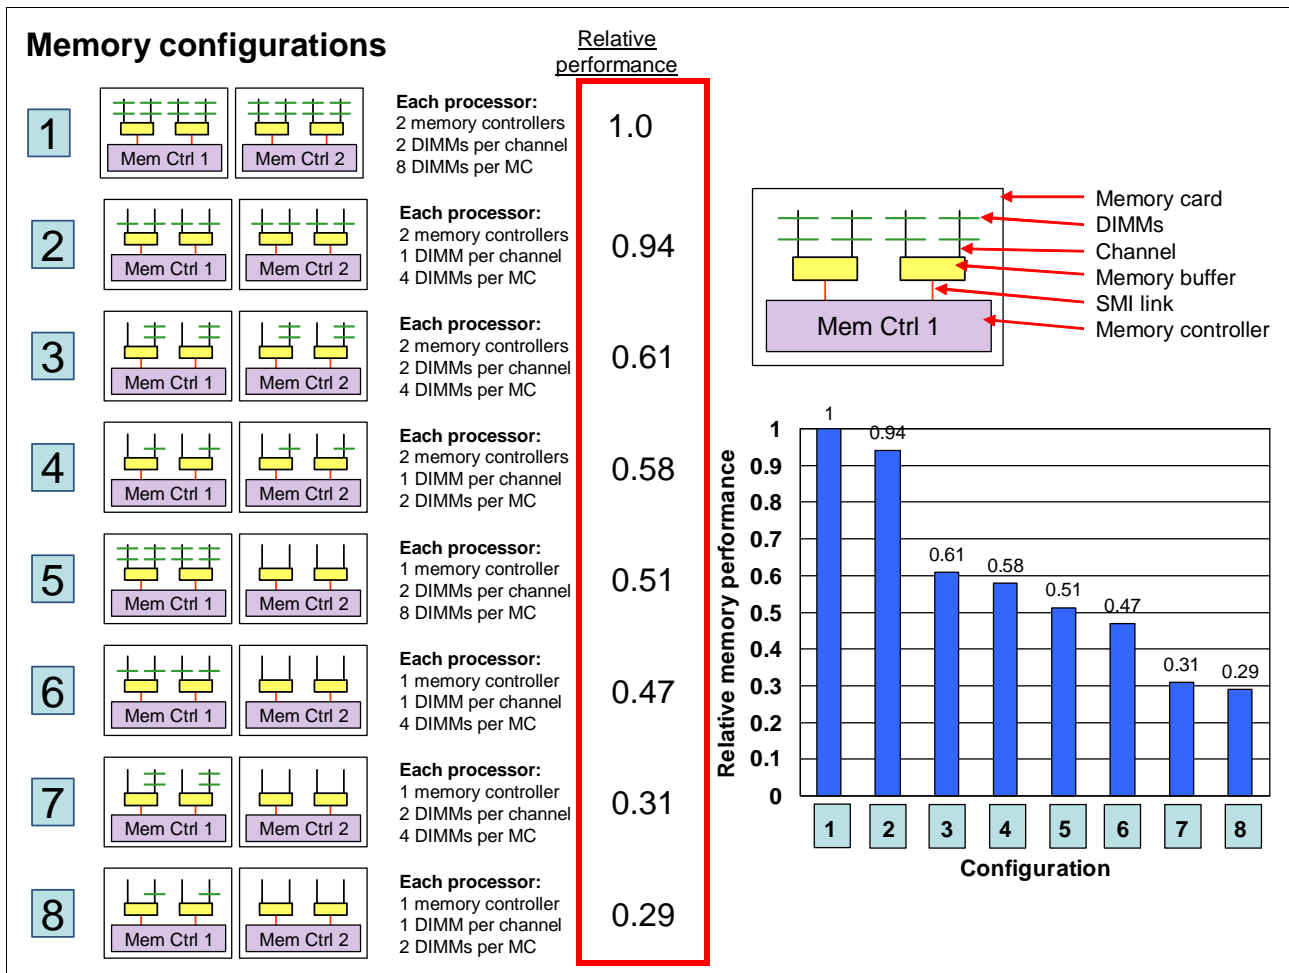 Memory configurations
Relative
performance
1
Mem Ctrl 1
Mem Ctrl 2
Each processor:
2 memory controllers
2 DIMMs per channel
8 DIMMs per MC
1.0
2
Mem Ctrl 1
Mem Ctrl 2
Each processor:
2 memory controllers
1 DIMM per channel
4 DIMMs per MC
0.94
3
Mem Ctrl 1
Mem Ctrl 2
Each processor:
2 memory controllers
2 DIMMs per channel
4 DIMMs per MC
0.61
4
Mem Ctrl 1
Mem Ctrl 2
Each processor:
2 memory controllers
1 DIMM per channel
2 DIMMs per MC
0.58
5
Mem Ctrl 1
Mem Ctrl 2
Each processor:
1 memory controller
2 DIMMs per channel
8 DIMMs per MC
0.51
6
Mem Ctrl 1
Mem Ctrl 2
Each processor:
1 memory controller
1 DIMM per channel
4 DIMMs per MC
0.47
7
Mem Ctrl 1
Mem Ctrl 2
Each processor:
1 memory controller
2 DIMMs per channel
4 DIMMs per MC
0.31
8
Mem Ctrl 1
Mem Ctrl 2
Each processor:
1 memory controller
1 DIMM per channel
2 DIMMs per MC
0.29
Memory card
DIMMs
Channel
Memory buffer
SMI link
Memory controller
Mem Ctrl 1
Relative memory performance
1
0.9
0.8
0.7
0.6
0.5
0.4
0.3
0.2
0.1
0
1
0.94
0.61
0.58
0.51
0.47
0.31
0.29
1 2 3 4 5 6 7 8
Configuration